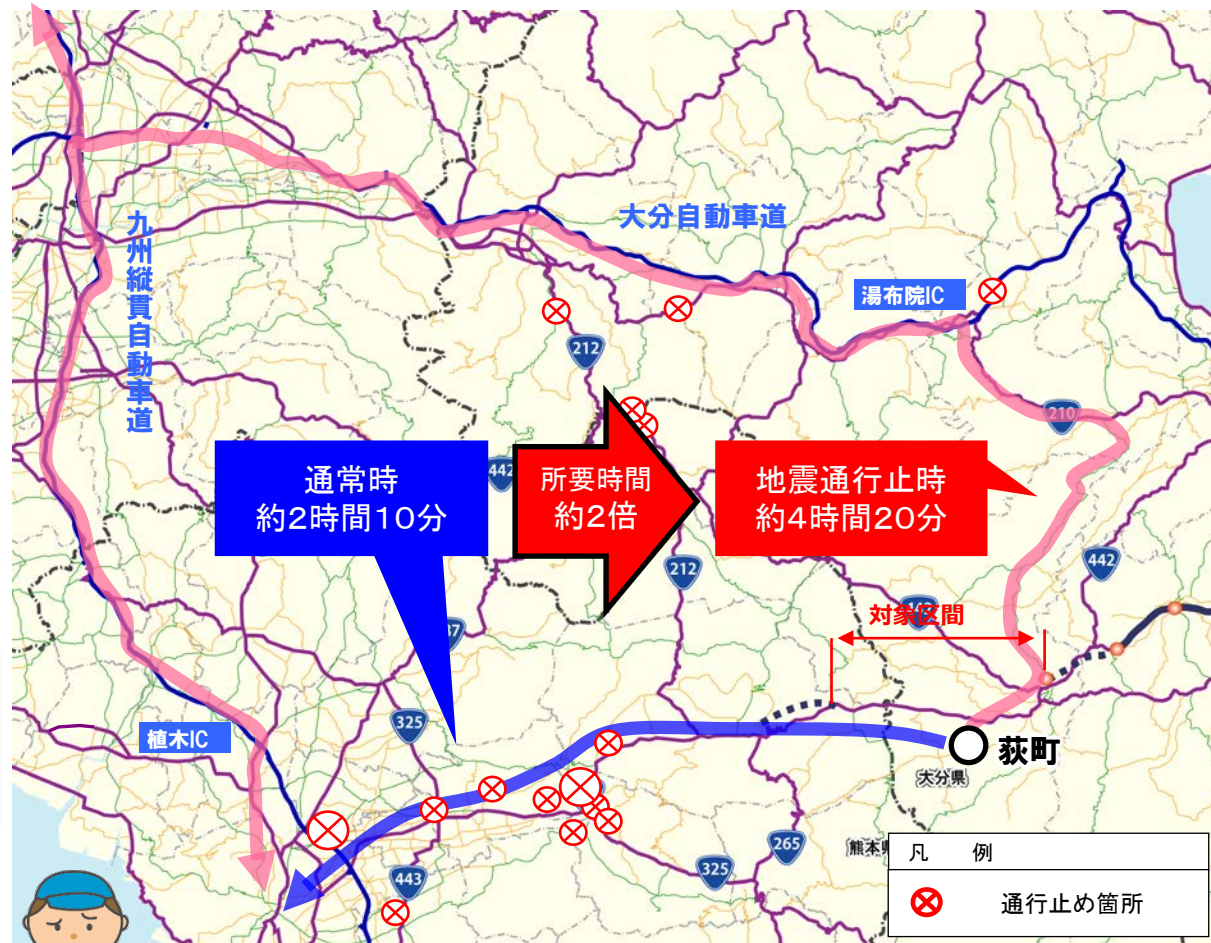 九州縦貫自動車道
大分自動車道
湯布院IC
212
210
442
通常時
約2時間10分
所要時間
約2倍
地震通行止時
約4時間20分
212
442
対象区間
325
植木IC
荻町
大分県
265
熊本県
325
443
凡 例
通行止め箇所